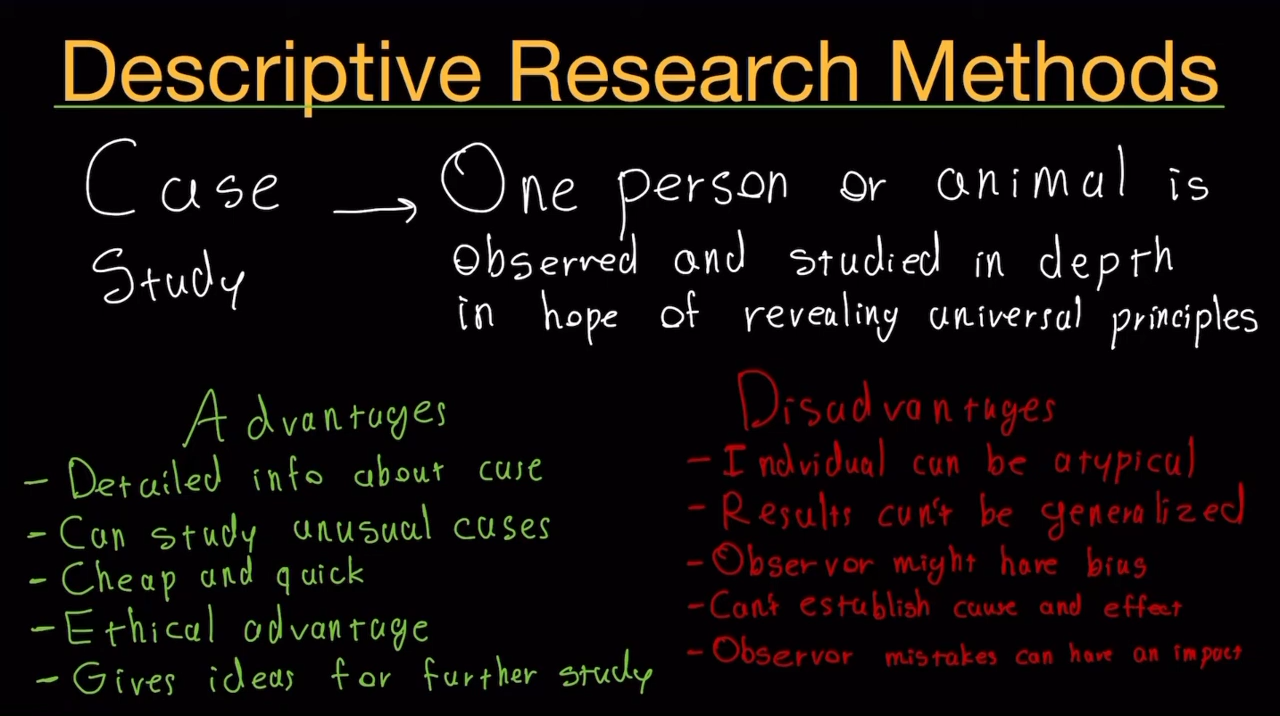 Descriptive Research Methods
Case → One person or animal is
Study observed and studied in depth
in hope of revealing universal principles
Advantages
- Detailed info about case
- Can study unusual cases
- Cheap and quick
- Ethical advantage
- Gives ideas for further study
Disadvantages
- Individual can be atypical
- Results can't be generalized
- Observor might have bias
- Can't establish cause and effect
- Observor mistakes can have an impact